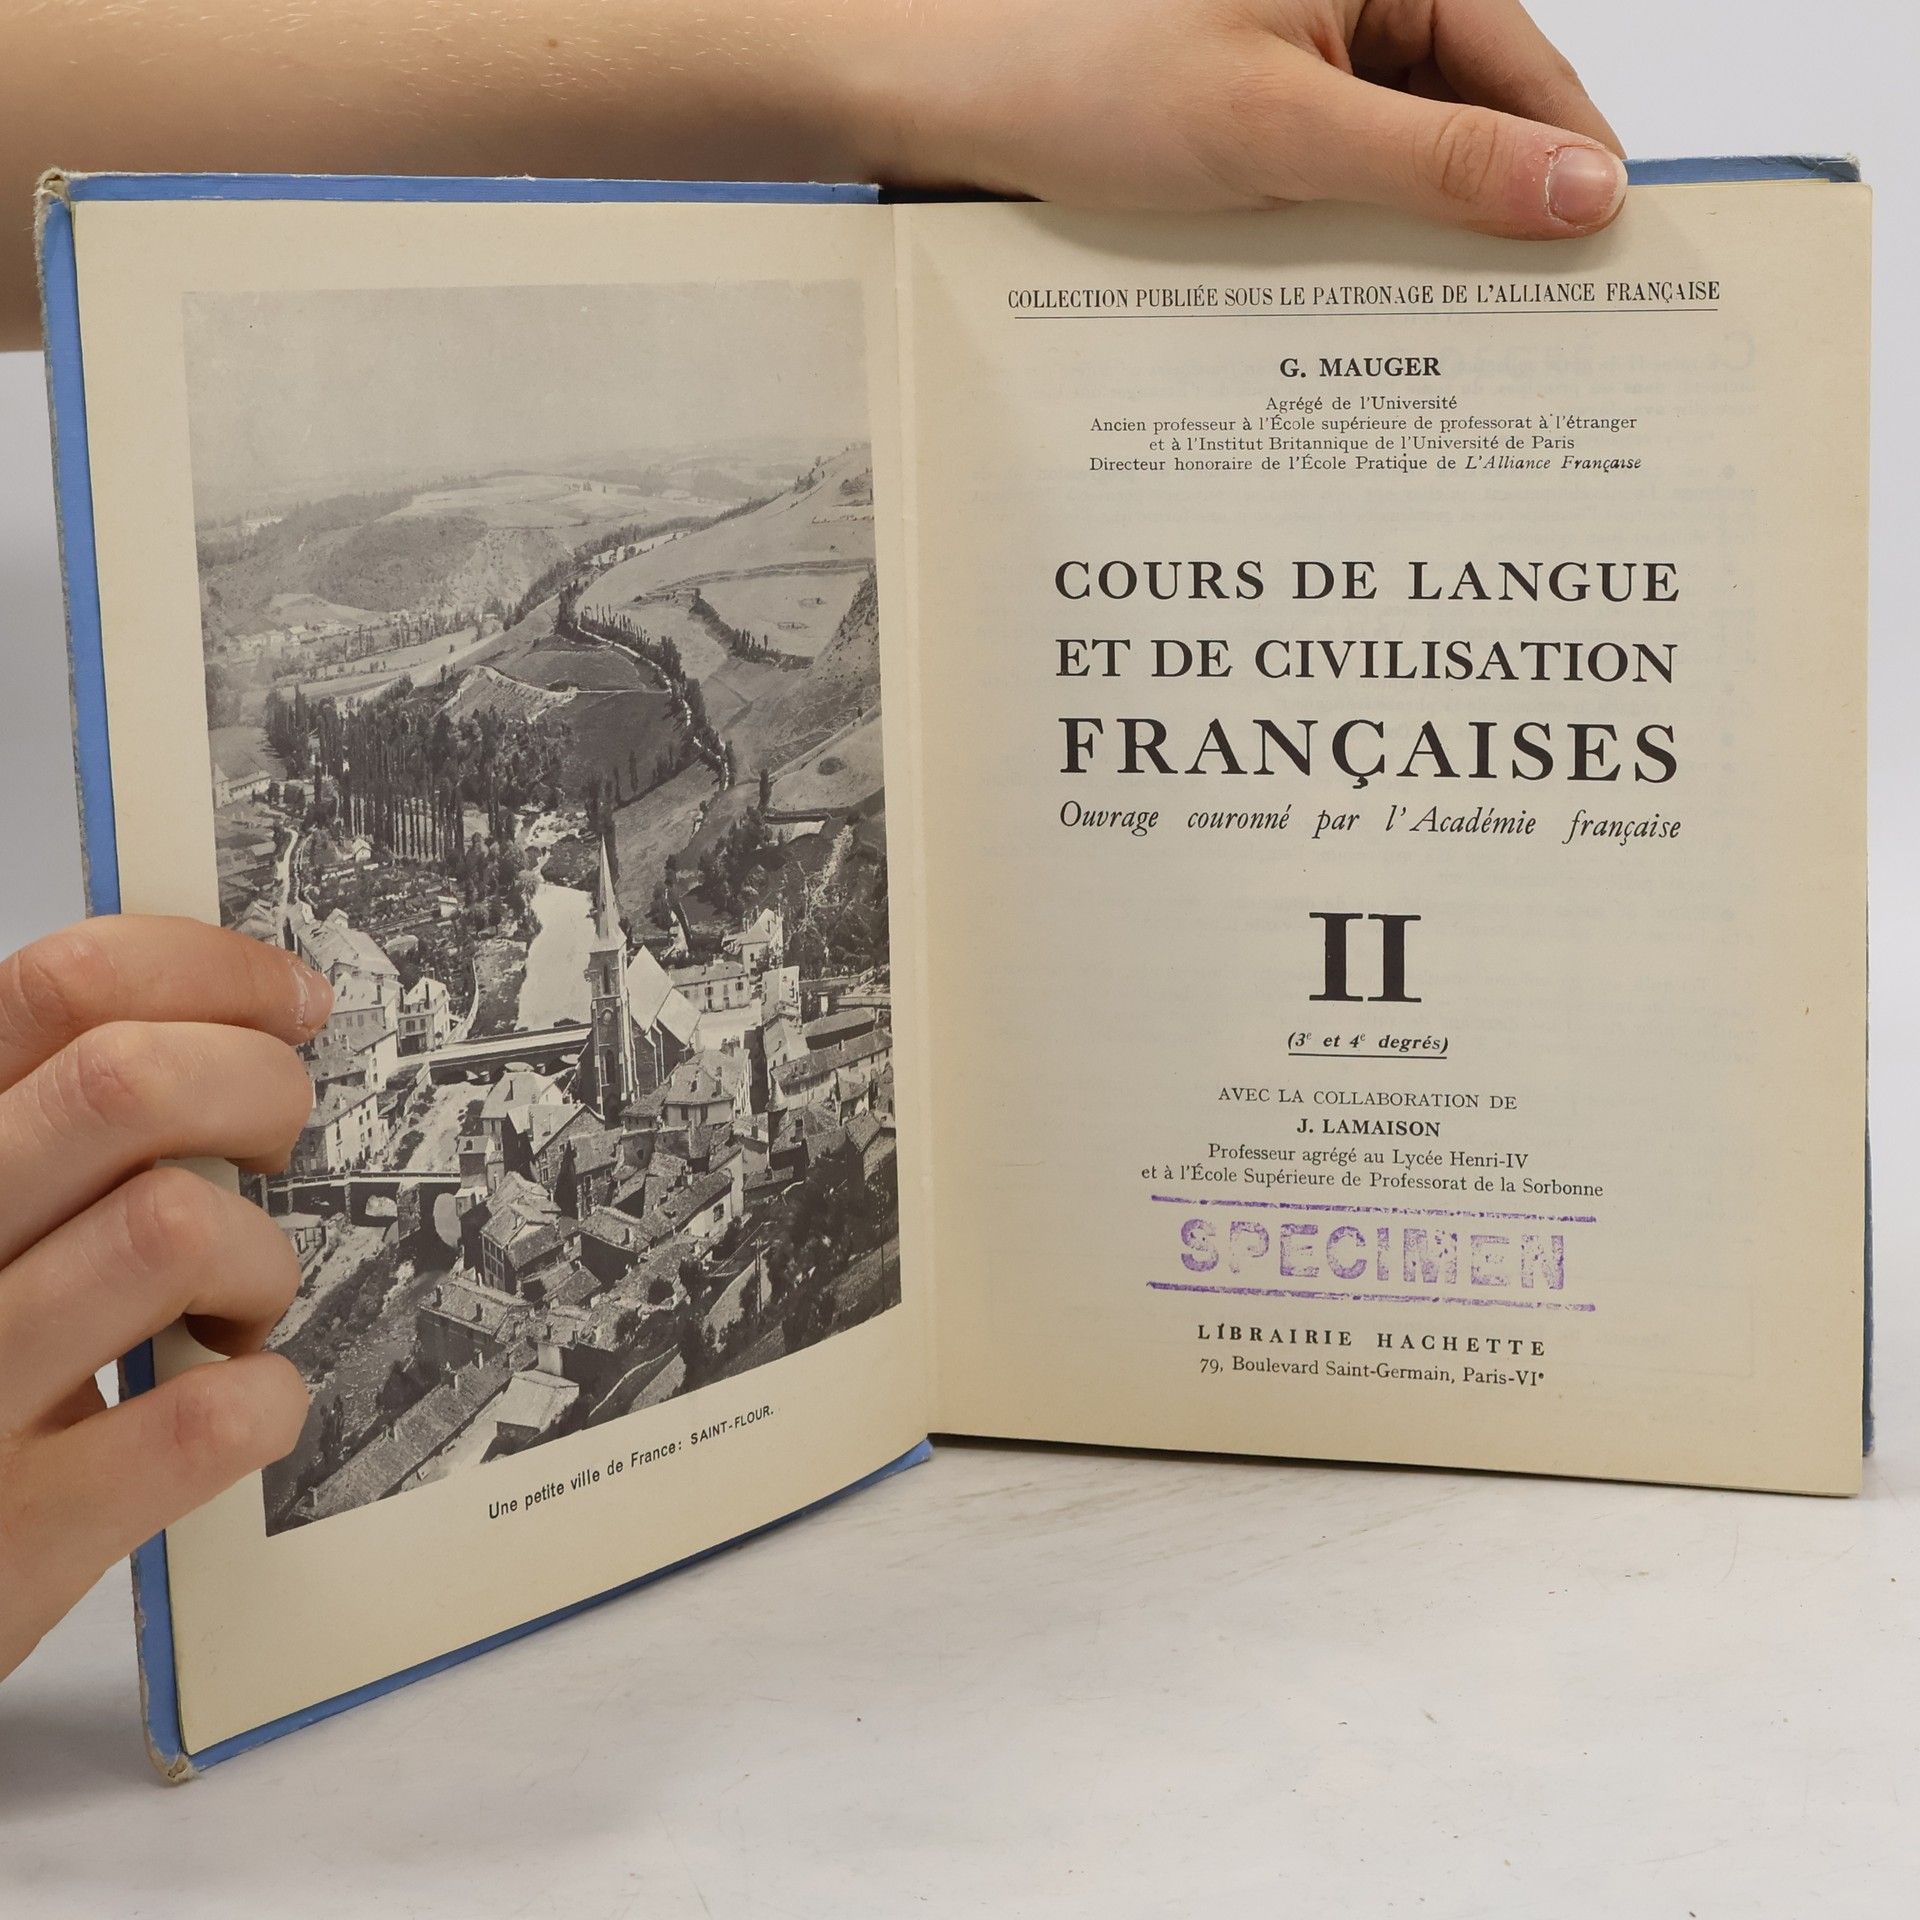 Une petite ville de France: SAINT-FLOUR.
COLLECTION PUBLIÉE SOUS LE PATRONAGE DE L'ALLIANCE FRANÇAISE
G. MAUGER
Agrégé de l'Université
Ancien professeur à l'École supérieure de professorat à l'étranger
et à l'Institut Britannique de l'Université de Paris
Directeur honoraire de l'École Pratique de L'Alliance Française
COURS DE LANGUE
ET DE CIVILISATION
FRANÇAISES
Ouvrage couronné par l'Académie française
II
(3e et 4e degrés)
AVEC LA COLLABORATION DE
J. LAMAISON
Professeur agrégé au Lycée Henri-IV
et à l'École Supérieure de Professorat de la Sorbonne
SPECIMEN
LIBRAIRIE HACHETTE
79, Boulevard Saint-Germain, Paris-VIe